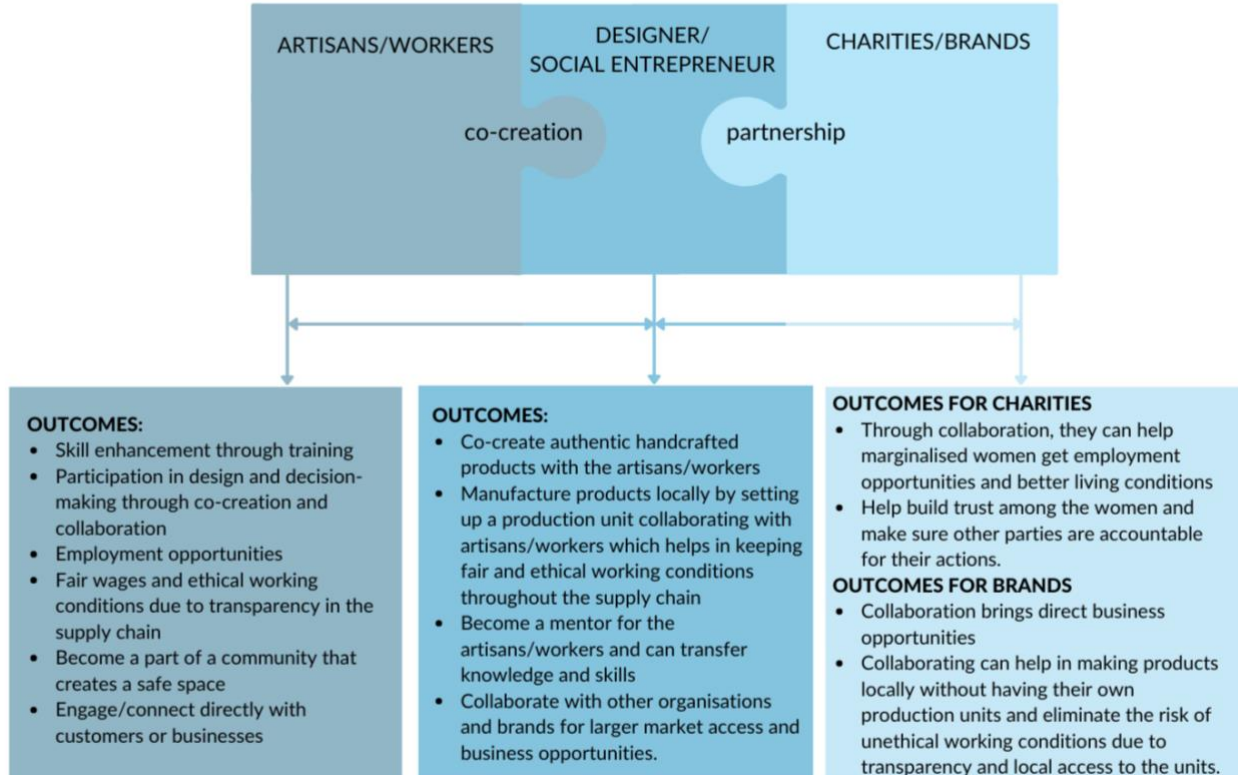 ARTISANS/WORKERS
DESIGNER/
SOCIAL ENTREPRENEUR
CHARITIES/BRANDS
co-creation
partnership
OUTCOMES:
• Skill enhancement through training
• Participation in design and decision-
making through co-creation and
collaboration
• Employment opportunities
• Fair wages and ethical working
conditions due to transparency in the
supply chain
• Become a part of a community that
creates a safe space
• Engage/connect directly with
customers or businesses
OUTCOMES:
• Co-create authentic handcrafted
products with the artisans/workers
• Manufacture products locally by setting
up a production unit collaborating with
artisans/workers which helps in keeping
fair and ethical working conditions
throughout the supply chain
• Become a mentor for the
artisans/workers and can transfer
knowledge and skills
• Collaborate with other organisations
and brands for larger market access and
business opportunities.
OUTCOMES FOR CHARITIES
• Through collaboration, they can help
marginalised women get employment
opportunities and better living conditions
• Help build trust among the women and
make sure other parties are accountable
for their actions.
OUTCOMES FOR BRANDS
• Collaboration brings direct business
opportunities
• Collaborating can help in making products
locally without having their own
production units and eliminate the risk of
unethical working conditions due to
transparency and local access to the units.